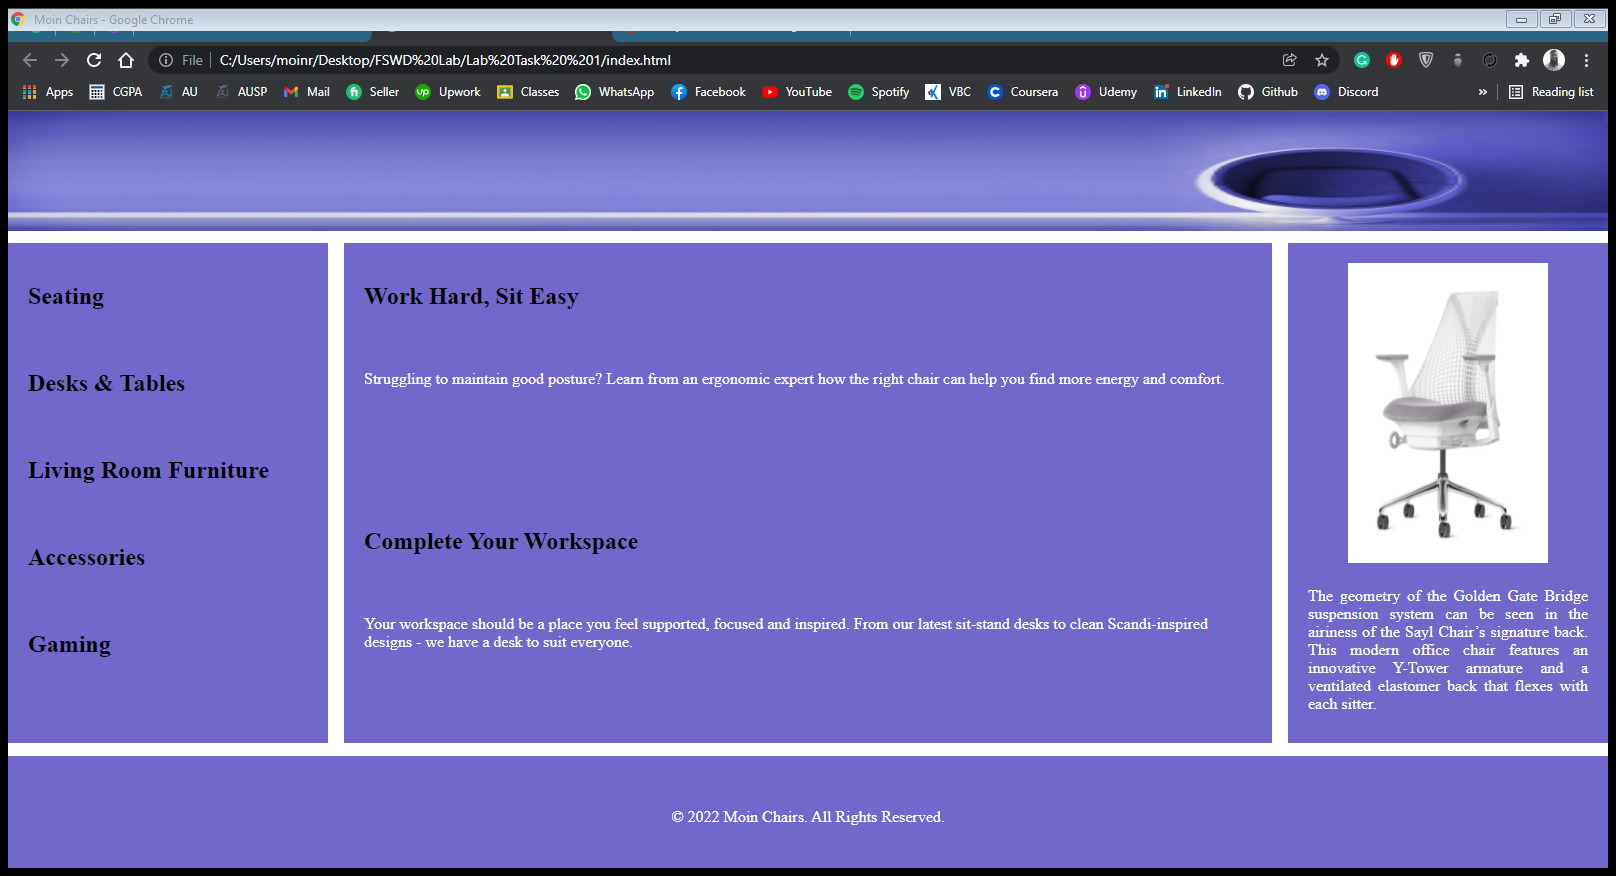 Moin Chairs - Google Chrome
File C:/Users/moinr/Desktop/FSWD%20Lab/Lab%20Task%20%201/index.html
Apps CGPA AU AUSP Mail Seller Upwork Classes WhatsApp Facebook YouTube Spotify VBC Coursera Udemy LinkedIn Github Discord » Reading list
Seating
Desks & Tables
Living Room Furniture
Accessories
Gaming
Work Hard, Sit Easy
Struggling to maintain good posture? Learn from an ergonomic expert how the right chair can help you find more energy and comfort.
Complete Your Workspace
Your workspace should be a place you feel supported, focused and inspired. From our latest sit-stand desks to clean Scandi-inspired
designs - we have a desk to suit everyone.
The geometry of the Golden Gate Bridge
suspension system can be seen in the
airiness of the Sayl Chair’s signature back.
This modern office chair features an
innovative Y-Tower armature and a
ventilated elastomer back that flexes with
each sitter.
© 2022 Moin Chairs. All Rights Reserved.